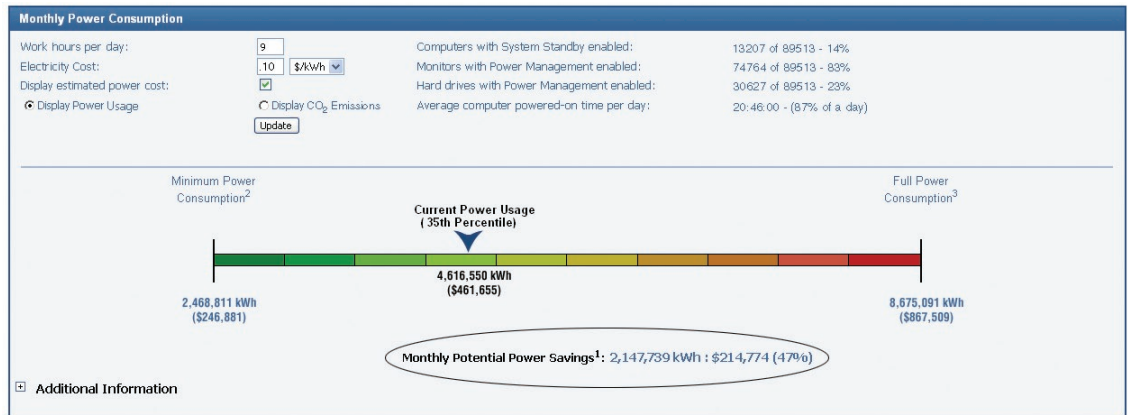 Monthly Power Consumption
Work hours per day: 9 Computers with System Standby enabled: 13207 of 89513 - 14%
Electricity Cost: .10 $/kWh Monitors with Power Management enabled: 74764 of 89513 - 83%
Display estimated power cost: Hard drives with Power Management enabled: 30627 of 89513 - 23%
Display Power Usage Display CO₂ Emissions Average computer powered-on time per day: 20:46:00 - (87% of a day)
Update
Minimum Power
Consumption²
Full Power
Consumption³
Current Power Usage
(35th Percentile)
4,616,550 kWh
($461,655)
2,468,811 kWh
($246,881)
8,675,091 kWh
($867,509)
Monthly Potential Power Savings¹: 2,147,739 kWh : $214,774 (47%)
Additional Information